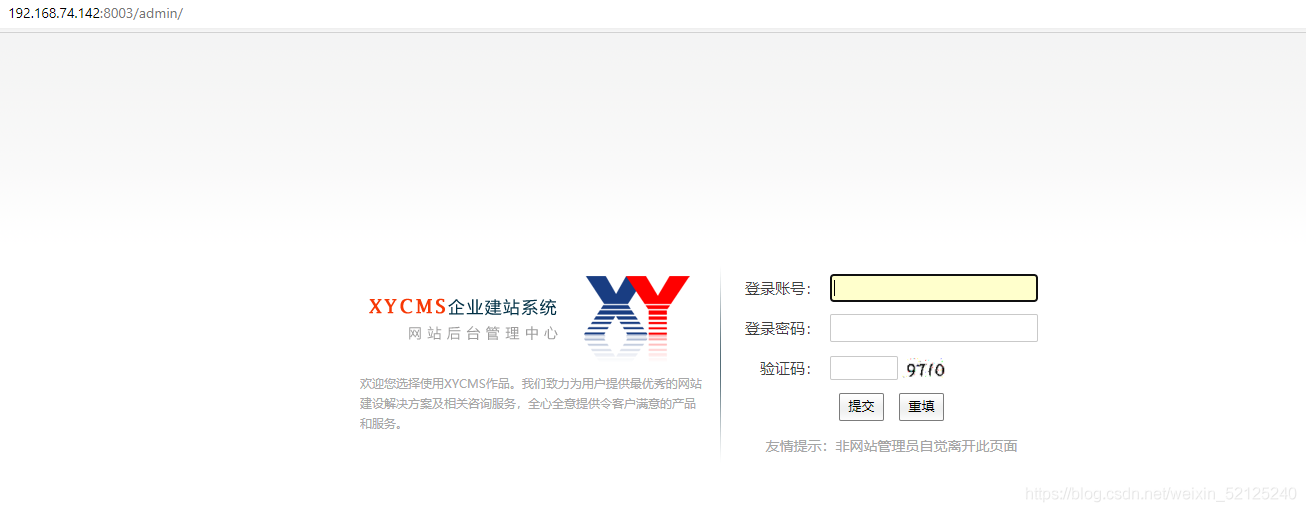 192.168.74.142:8003/admin/
XYCMS企业建站系统
网站后台管理中心
XY
欢迎您选择使用XYCMS作品。我们致力为用户提供最优秀的网站
建设解决方案及相关咨询服务，全心全意提供令客户满意的产品
和服务。
登录账号：
登录密码：
验证码：
9710
提交
重填
友情提示：非网站管理员自觉离开此页面
https://blog.csdn.net/weixin_52125240